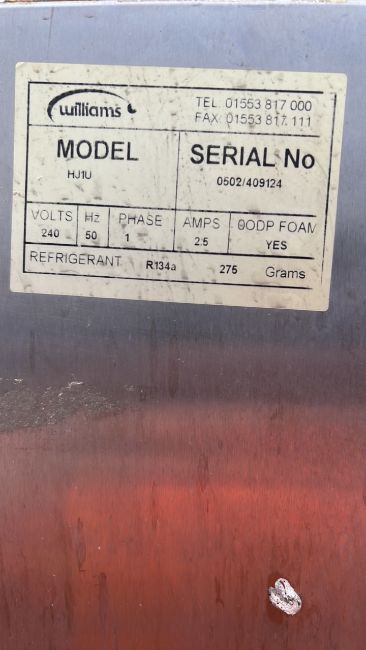 williams
TEL: 01553 817 000
FAX: 01553 817 111
MODEL
HJ1U
SERIAL No
0502/409124
VOLTS Hz PHASE AMPS 0ODP FOAM
240 50 1 2.5 YES
REFRIGERANT R134a 275 Grams